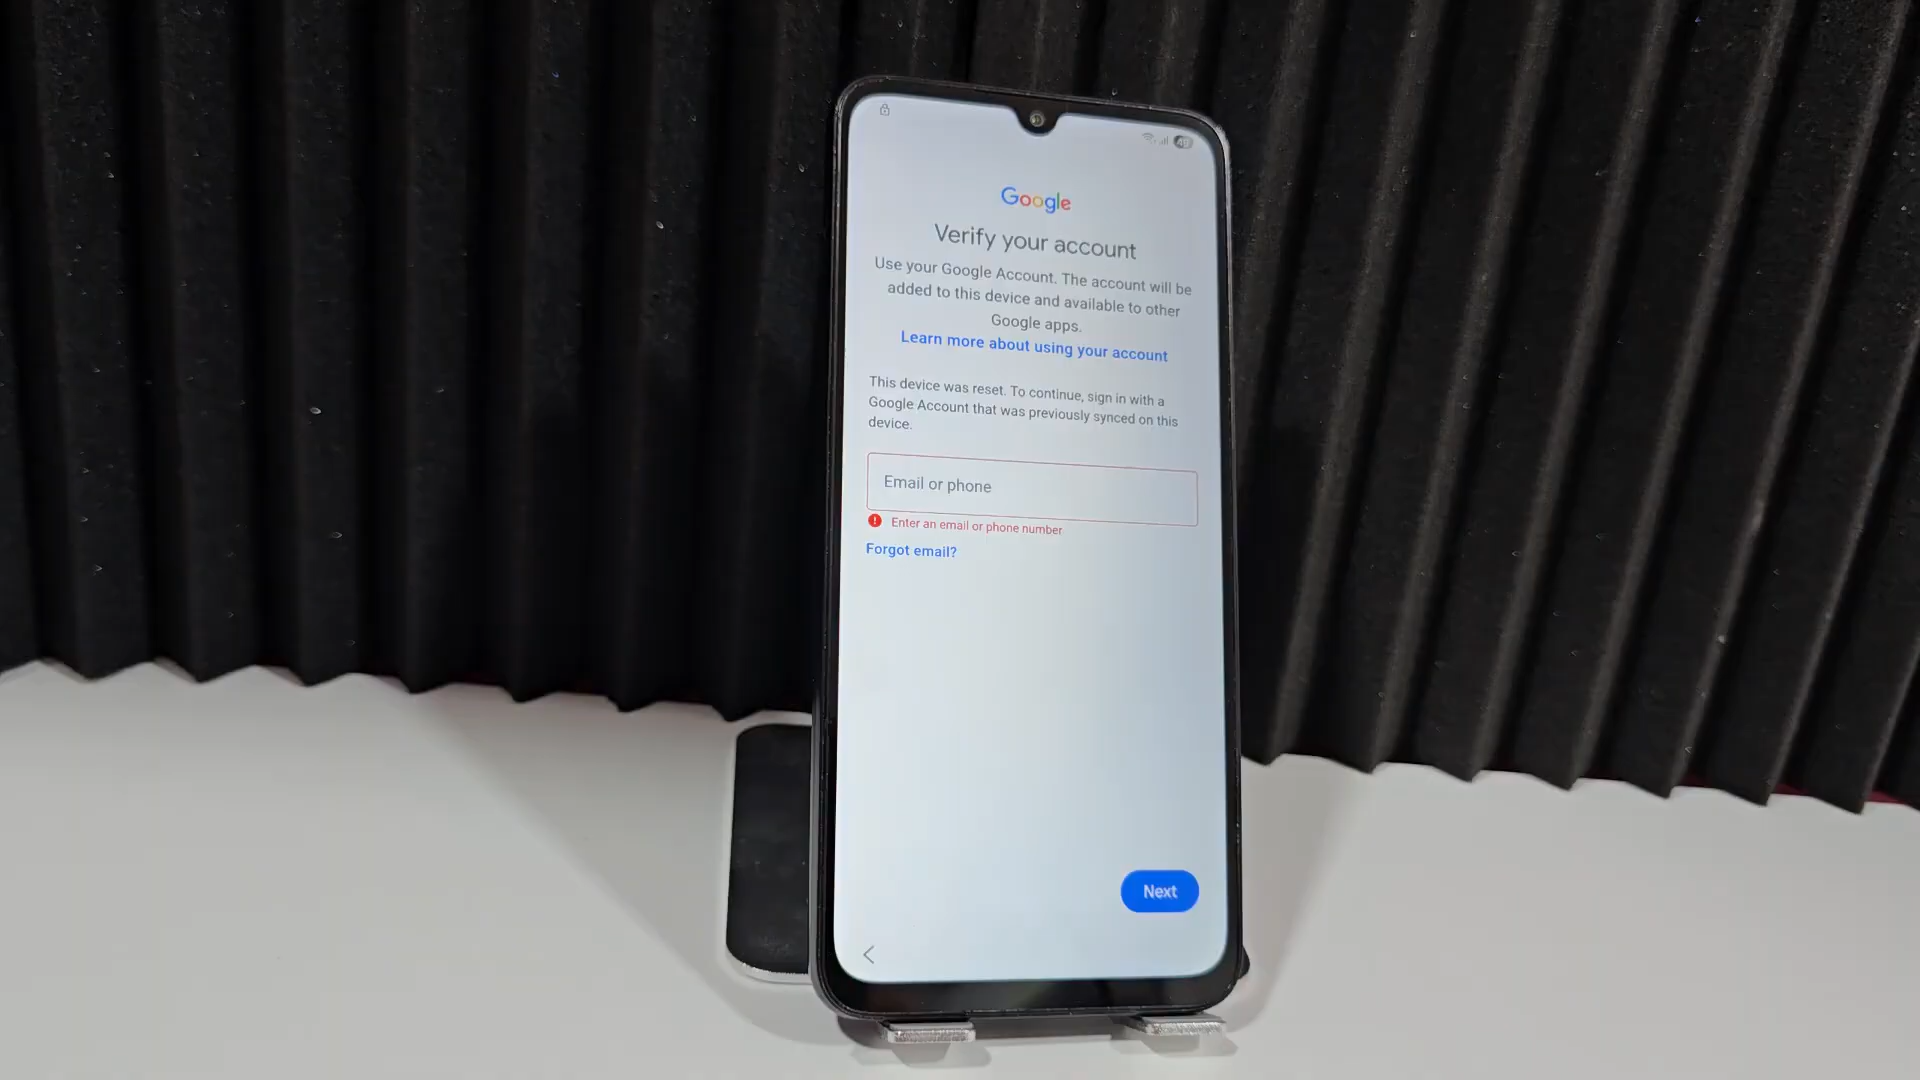 Google
Verify your account
Use your Google Account. The account will be
added to this device and available to other
Google apps.
Learn more about using your account
This device was reset. To continue, sign in with a
Google Account that was previously synced on this
device.
Email or phone
Enter an email or phone number
Forgot email?
Next